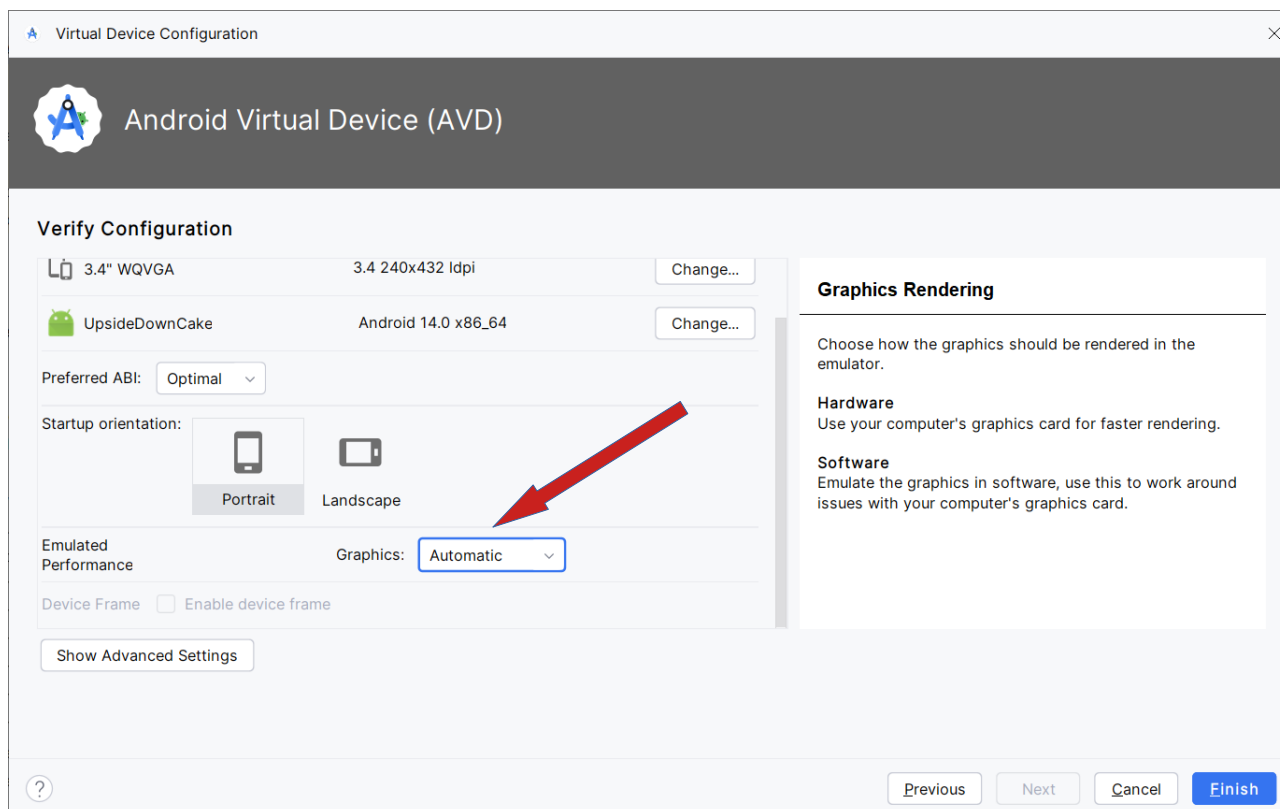 Virtual Device Configuration
Android Virtual Device (AVD)
Verify Configuration
3.4" WQVGA 3.4 240x432 ldpi Change...
UpsideDownCake Android 14.0 x86_64 Change...
Preferred ABI: Optimal
Startup orientation:
Portrait Landscape
Emulated
Performance
Graphics: Automatic
Device Frame Enable device frame
Show Advanced Settings
Graphics Rendering
Choose how the graphics should be rendered in the
emulator.
Hardware
Use your computer's graphics card for faster rendering.
Software
Emulate the graphics in software, use this to work around
issues with your computer's graphics card.
? Previous Next Cancel Finish